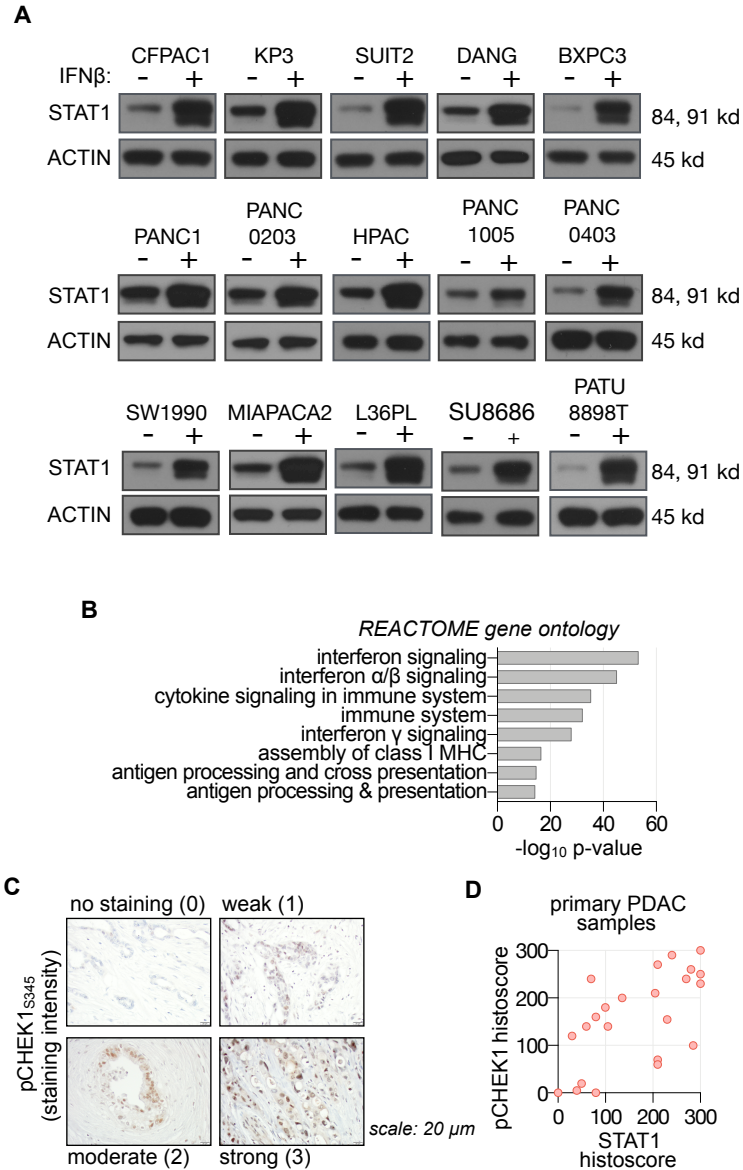 A
CFPAC1 KP3 SUIT2 DANG BXPC3
IFNβ: - + - + - + - + - +
STAT1 84, 91 kd
ACTIN 45 kd
PANC1 PANC 0203 HPAC PANC 1005 PANC 0403
- + - + - + - + - +
STAT1 84, 91 kd
ACTIN 45 kd
SW1990 MIAPACA2 L36PL SU8686 PATU 8898T
- + - + - + - + - +
STAT1 84, 91 kd
ACTIN 45 kd
B
REACTOME gene ontology
interferon signaling
interferon α/β signaling
cytokine signaling in immune system
immune system
interferon γ signaling
assembly of class I MHC
antigen processing and cross presentation
antigen processing & presentation
0 20 40 60
-log₁₀ p-value
C
no staining (0) weak (1)
pCHEK1S345
(staining intensity)
moderate (2) strong (3)
scale: 20 µm
D
primary PDAC
samples
pCHEK1 histoscore
300
200
100
0
0 100 200 300
STAT1
histoscore